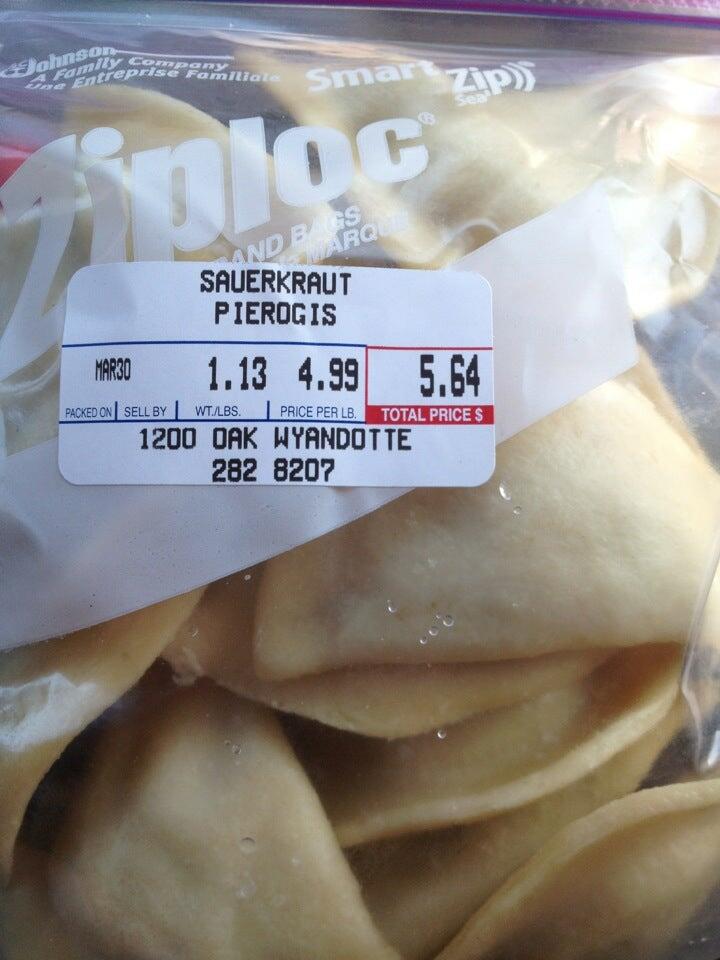 Johnson
A Family Company
Une Entreprise Familiale
Smart Zip)))
Seal
Ziploc®
BRAND BAGS
MARQUE
SAUERKRAUT
PIEROGIS
MAR30 1.13 4.99 5.64
PACKED ON SELL BY WT./LBS. PRICE PER LB. TOTAL PRICE $
1200 OAK WYANDOTTE
282 8207